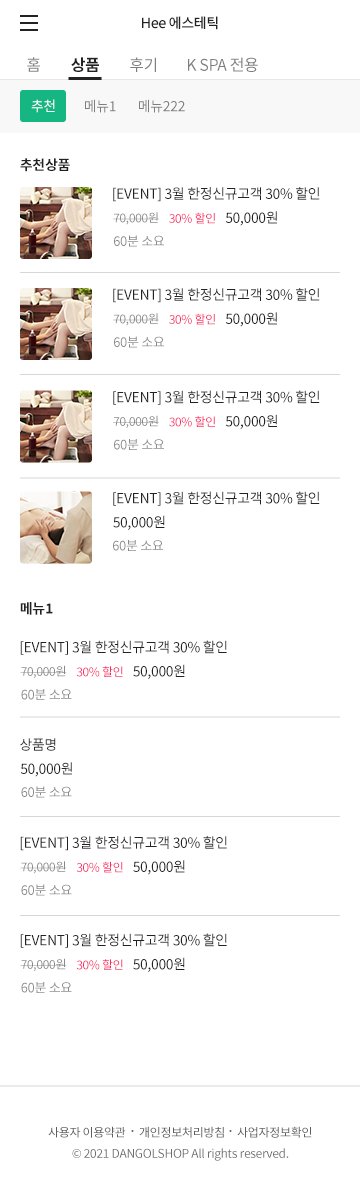 Hee 에스테틱
홈 상품 후기 K SPA 전용
추천 메뉴1 메뉴222
추천상품
[EVENT] 3월 한정신규고객 30% 할인
70,000원 30% 할인 50,000원
60분 소요
[EVENT] 3월 한정신규고객 30% 할인
70,000원 30% 할인 50,000원
60분 소요
[EVENT] 3월 한정신규고객 30% 할인
70,000원 30% 할인 50,000원
60분 소요
[EVENT] 3월 한정신규고객 30% 할인
50,000원
60분 소요
메뉴1
[EVENT] 3월 한정신규고객 30% 할인
70,000원 30% 할인 50,000원
60분 소요
상품명
50,000원
60분 소요
[EVENT] 3월 한정신규고객 30% 할인
70,000원 30% 할인 50,000원
60분 소요
[EVENT] 3월 한정신규고객 30% 할인
70,000원 30% 할인 50,000원
60분 소요
사용자 이용약관 · 개인정보처리방침 · 사업자정보확인
© 2021 DANGOLSHOP All rights reserved.